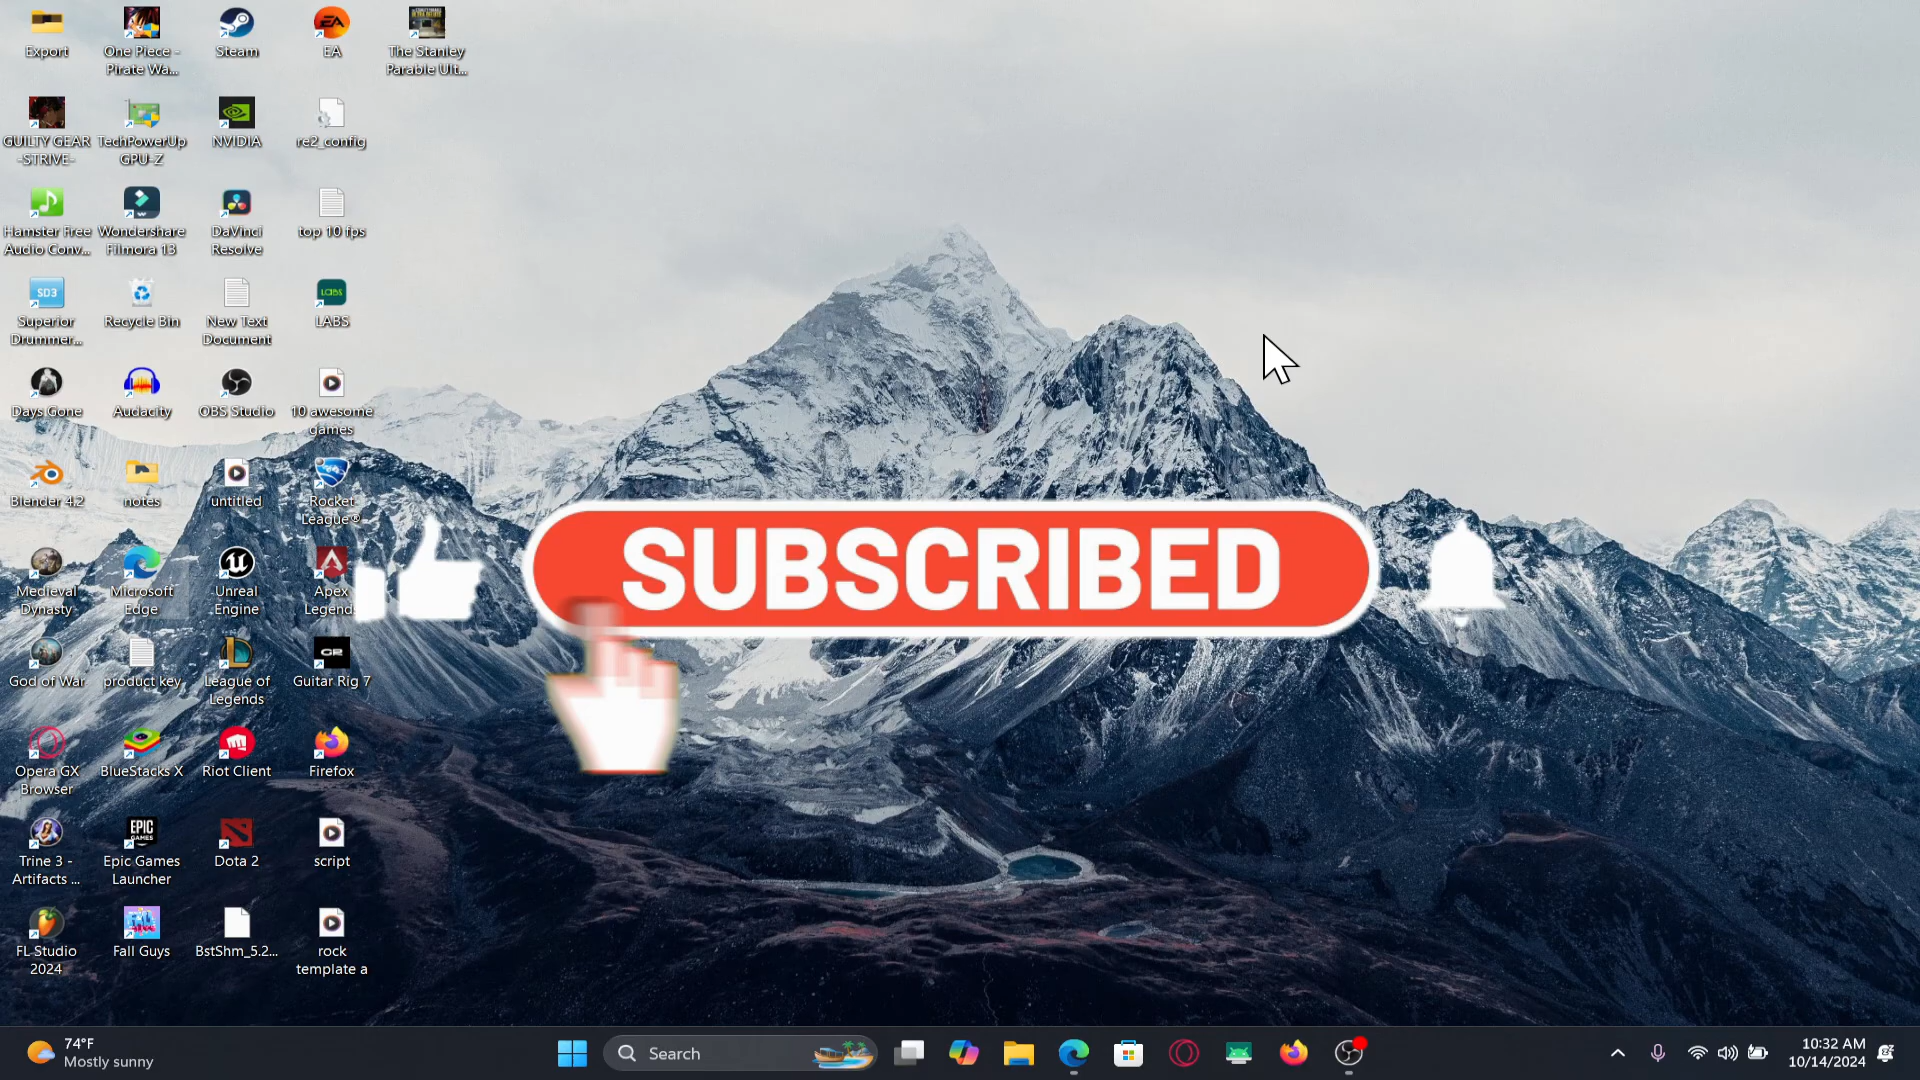 Export
One Piece -
Pirate Wa...
Steam
EA
The Stanley
Parable Ult...
GUILTY GEAR
-STRIVE-
TechPowerUp
GPU-Z
NVIDIA
re2_config
Hamster Free
Audio Conv...
Wondershare
Filmora 13
DaVinci
Resolve
top 10 fps
SD3
Superior
Drummer...
Recycle Bin
New Text
Document
LABS
LABS
Days Gone
Audacity
OBS Studio
10 awesome
games
Blender 4.2
notes
untitled
Rocket
League®
Medieval
Dynasty
Microsoft
Edge
Unreal
Engine
Apex
Legends
SUBSCRIBED
God of War
product key
League of
Legends
GR
Guitar Rig 7
Opera GX
Browser
BlueStacks X
Riot Client
Firefox
Trine 3 -
Artifacts ...
EPIC
GAMES
Epic Games
Launcher
Dota 2
script
FL Studio
2024
Fall Guys
BstShm_5.2...
rock
template a
74°F
Mostly sunny
Search
10:32 AM
10/14/2024